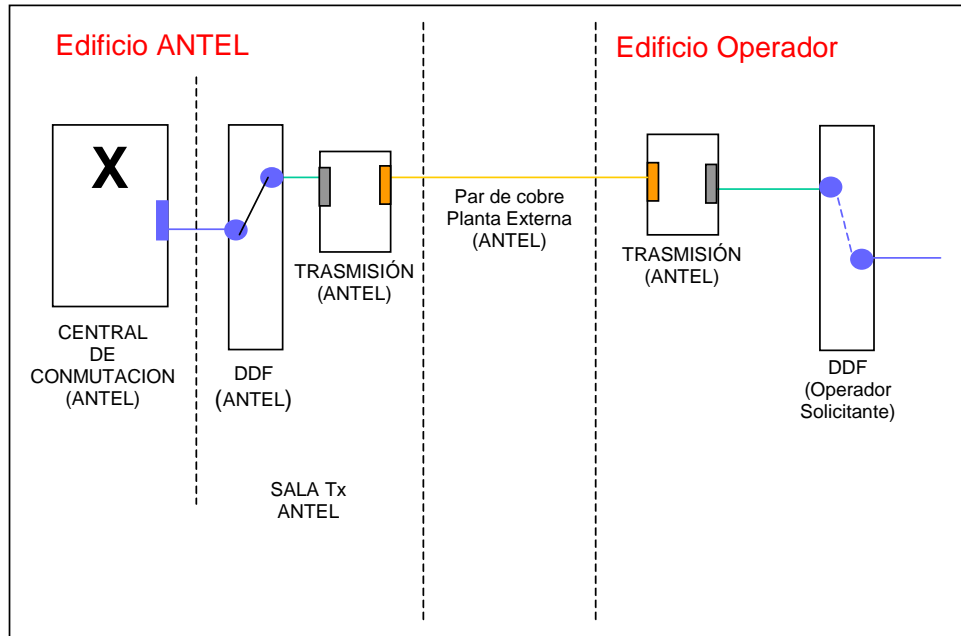 Edificio ANTEL
Edificio Operador
X
CENTRAL
DE
CONMUTACION
(ANTEL)
DDF
(ANTEL)
TRASMISIÓN
(ANTEL)
SALA Tx
ANTEL
Par de cobre
Planta Externa
(ANTEL)
TRASMISIÓN
(ANTEL)
DDF
(Operador
Solicitante)